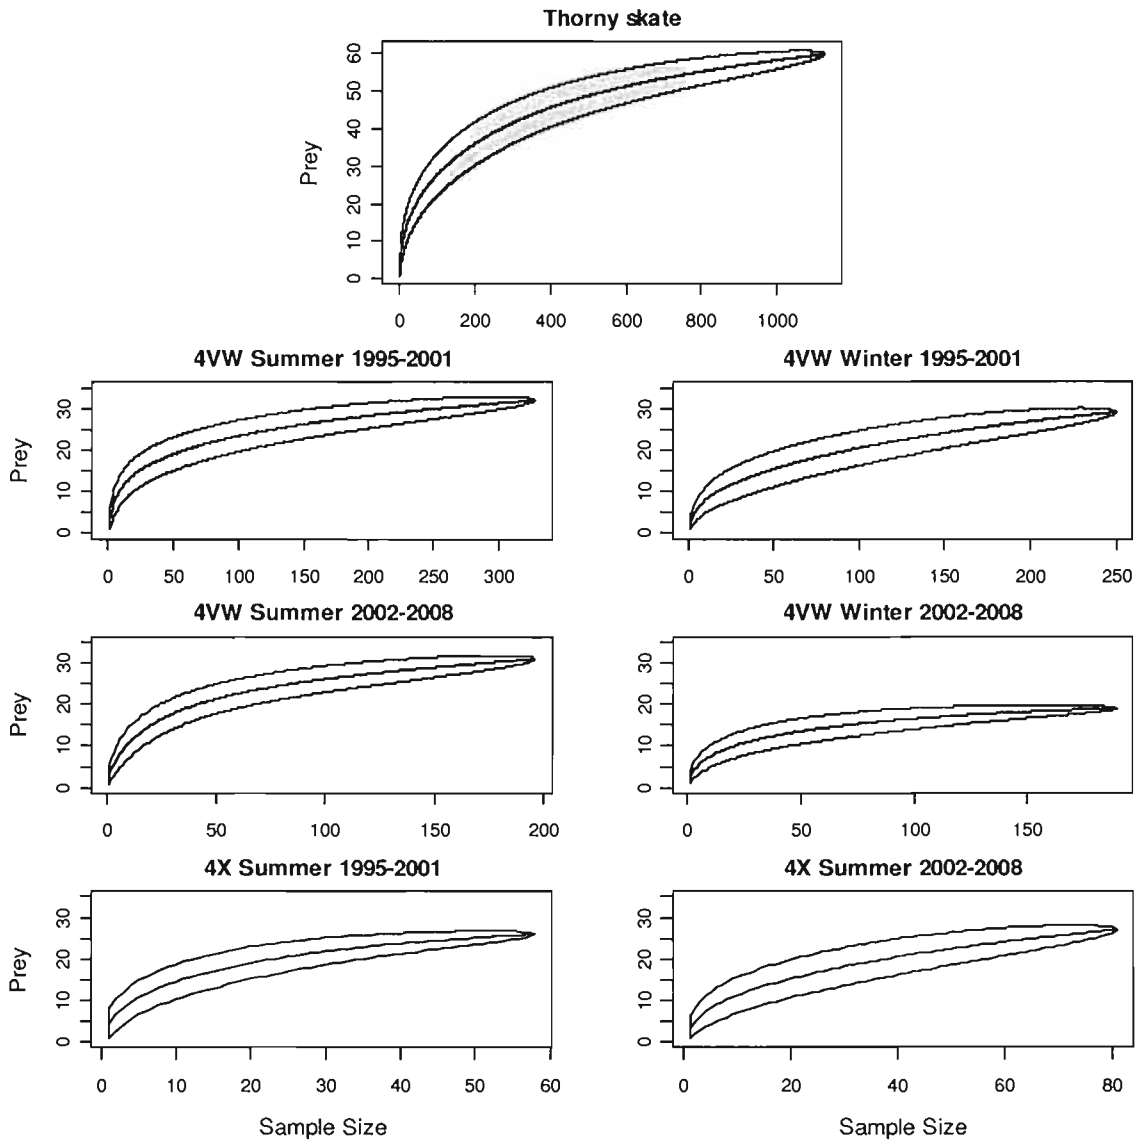 Thorny skate
Prey
60
50
40
30
20
10
0
0 200 400 600 800 1000
4VW Summer 1995-2001
4VW Winter 1995-2001
Prey
30
20
10
0
30
20
10
0
0 50 100 150 200 250 300
0 50 100 150 200 250
4VW Summer 2002-2008
4VW Winter 2002-2008
Prey
30
20
10
0
30
20
10
0
0 50 100 150 200
0 50 100 150
4X Summer 1995-2001
4X Summer 2002-2008
Prey
30
20
10
0
30
20
10
0
0 10 20 30 40 50 60
0 20 40 60 80
Sample Size
Sample Size